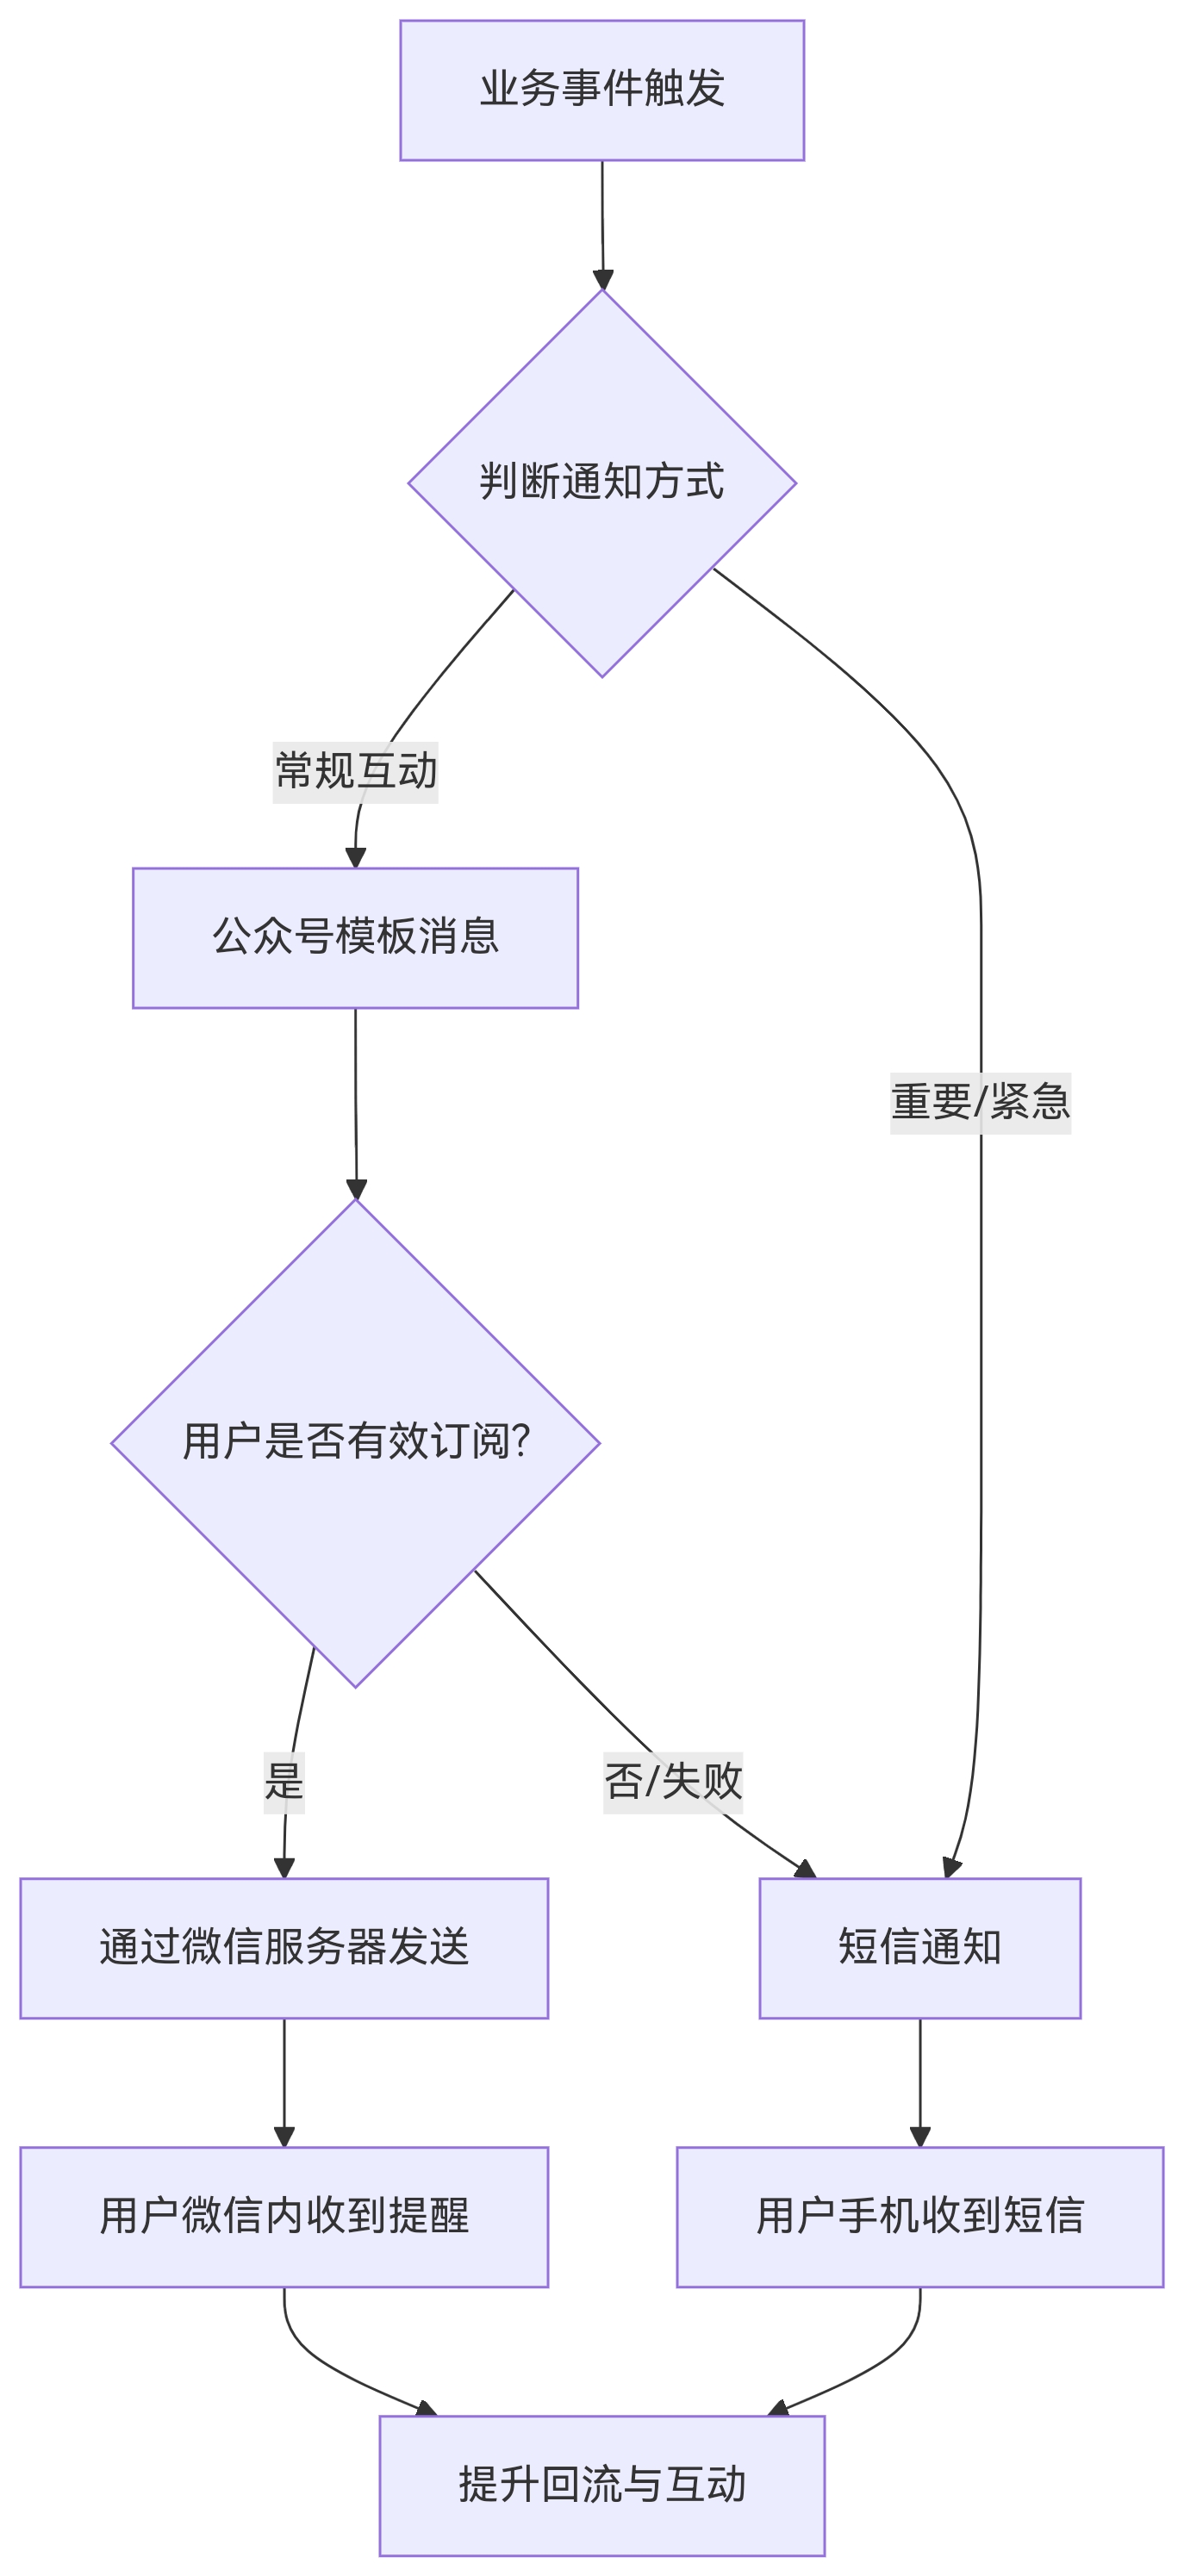 业务事件触发
判断通知方式
常规互动
公众号模板消息
重要/紧急
用户是否有效订阅?
是
否/失败
通过微信服务器发送
短信通知
用户微信内收到提醒
用户手机收到短信
提升回流与互动